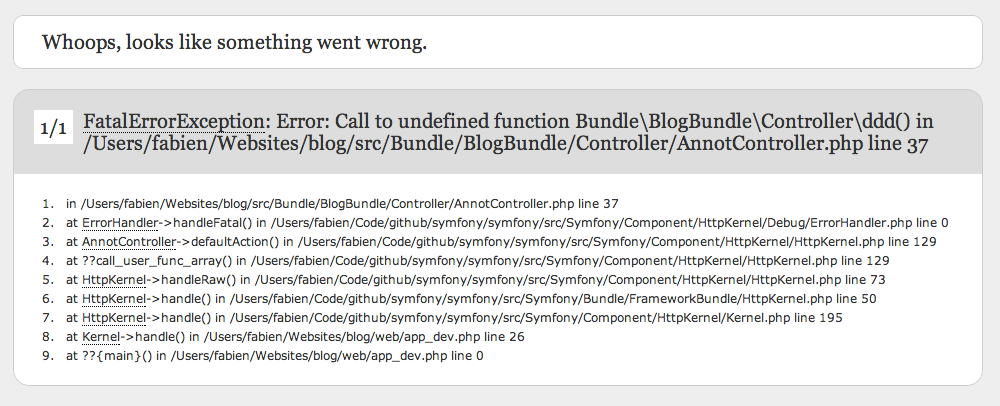 Whoops, looks like something went wrong.
1/1
FatalErrorException: Error: Call to undefined function Bundle\BlogBundle\Controller\ddd() in
/Users/fabien/Websites/blog/src/Bundle/BlogBundle/Controller/AnnotController.php line 37
1. in /Users/fabien/Websites/blog/src/Bundle/BlogBundle/Controller/AnnotController.php line 37
2. at ErrorHandler->handleFatal() in /Users/fabien/Code/github/symfony/symfony/src/Symfony/Component/HttpKernel/Debug/ErrorHandler.php line 0
3. at AnnotController->defaultAction() in /Users/fabien/Code/github/symfony/symfony/src/Symfony/Component/HttpKernel/HttpKernel.php line 129
4. at ??call_user_func_array() in /Users/fabien/Code/github/symfony/symfony/src/Symfony/Component/HttpKernel/HttpKernel.php line 129
5. at HttpKernel->handleRaw() in /Users/fabien/Code/github/symfony/symfony/src/Symfony/Component/HttpKernel/HttpKernel.php line 73
6. at HttpKernel->handle() in /Users/fabien/Code/github/symfony/symfony/src/Symfony/Bundle/FrameworkBundle/HttpKernel.php line 50
7. at HttpKernel->handle() in /Users/fabien/Code/github/symfony/symfony/src/Symfony/Component/HttpKernel/Kernel.php line 195
8. at Kernel->handle() in /Users/fabien/Websites/blog/web/app_dev.php line 26
9. at ??{main}() in /Users/fabien/Websites/blog/web/app_dev.php line 0